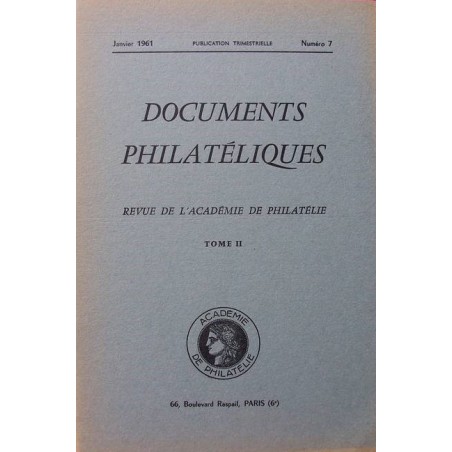 Janvier 1961 PUBLICATION TRIMESTRIELLE Numéro 7
DOCUMENTS
PHILATÉLIQUES
REVUE DE L'ACADÉMIE DE PHILATÉLIE
TOME II
ACADÉMIE
DE PHILATÉLIE
66, Boulevard Raspail, PARIS (6e)